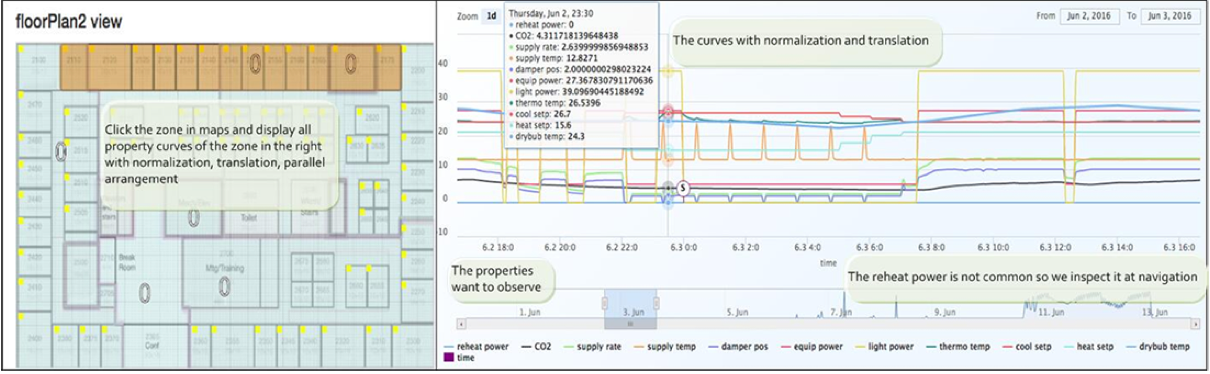 floorPlan2 view
Click the zone in maps and display all
property curves of the zone in the right
with normalization, translation, parallel
arrangement
Toilet
Break
Room
Mtg/Training
Conf
Zoom 1d
From Jun 2, 2016 To Jun 3, 2016
Thursday, Jun 2, 23:30
reheat power: 0
CO2: 4.311718139648438
supply rate: 2.6399999856948853
supply temp: 12.8271
damper pos: 2.0000000298023224
equip power: 27.367830791170636
light power: 39.09690445188492
thermo temp: 26.5396
cool setp: 26.7
heat setp: 15.6
drybub temp: 24.3
The curves with normalization and translation
40
30
20
10
0
-10
S
6.2 18:0 6.2 20:0 6.2 22:0 6.3 0:0 6.3 2:0 6.3 4:0 6.3 6:0 6.3 8:0 6.3 10:0 6.3 12:0 6.3 14:0 6.3 16:0
time
The properties
want to observe
The reheat power is not common so we inspect it at navigation
1. Jun 3. Jun 5. Jun 7. Jun 9. Jun 11. Jun 13. Jun
reheat power CO2 supply rate supply temp damper pos equip power light power thermo temp cool setp heat setp drybub temp
time